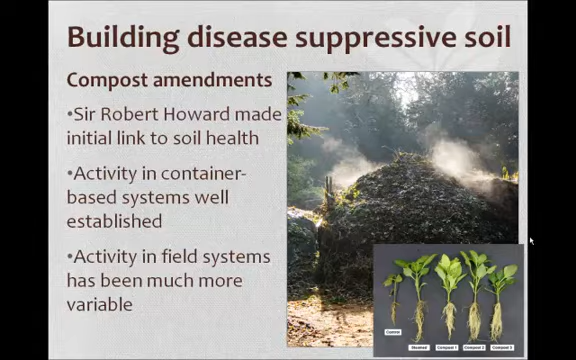 Building disease suppressive soil
Compost amendments
•Sir Robert Howard made
initial link to soil health
•Activity in container-
based systems well
established
•Activity in field systems
has been much more
variable
Control
Compost 1
Compost 2
Compost 3